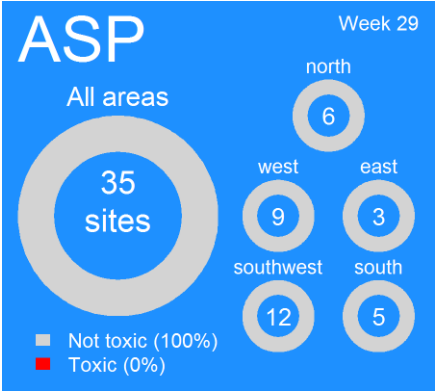 ASP
Week 29
All areas
35
sites
north
6
west
9
east
3
southwest
12
south
5
Not toxic (100%)
Toxic (0%)